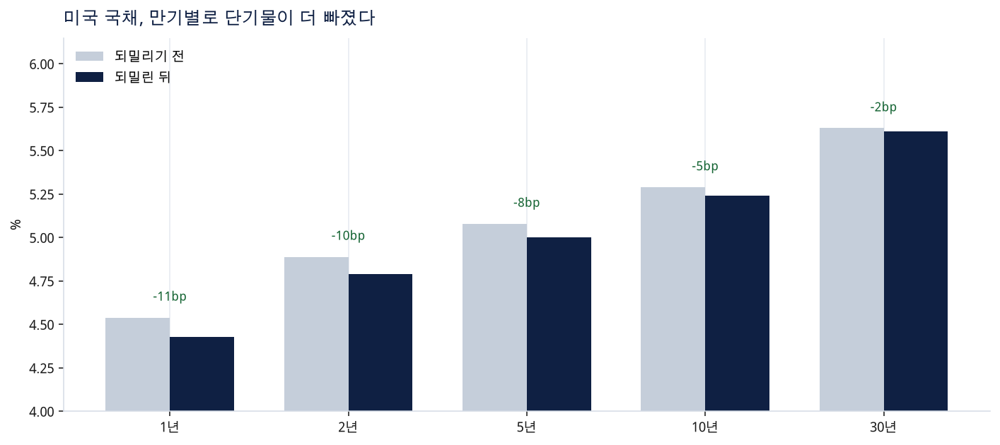 미국 국채, 만기별로 단기물이 더 빠졌다
되밀리기 전
되밀린 뒤
%
6.00
5.75
5.50
5.25
5.00
4.75
4.50
4.25
4.00
-11bp
-10bp
-8bp
-5bp
-2bp
1년
2년
5년
10년
30년